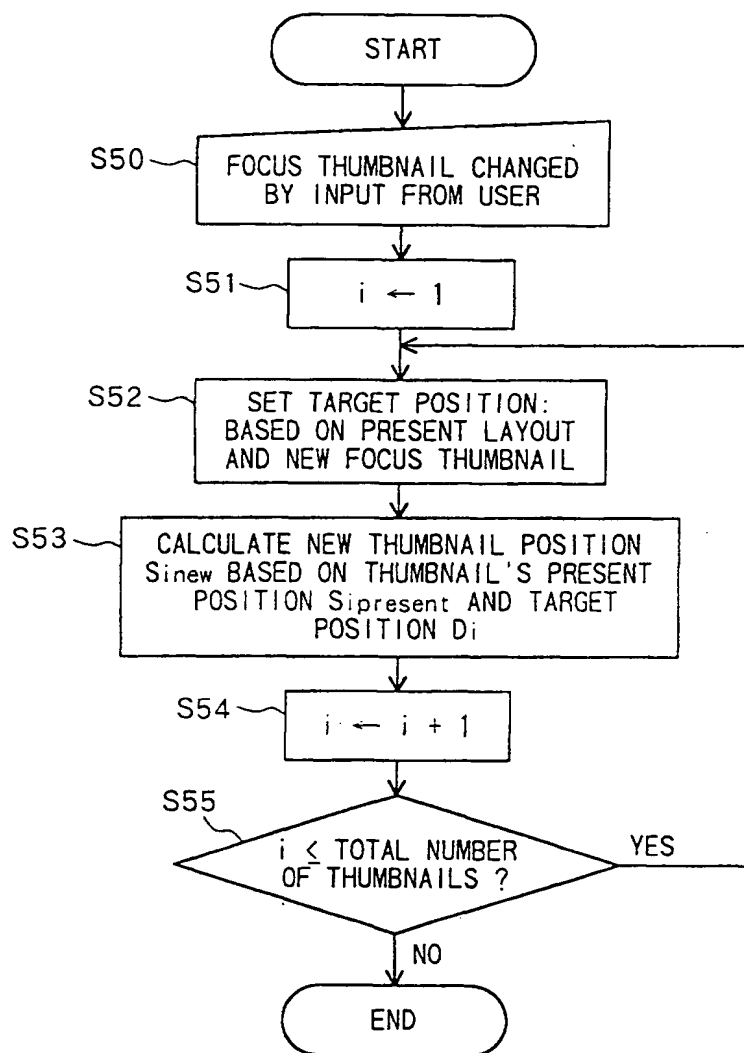 START
S50
FOCUS THUMBNAIL CHANGED
BY INPUT FROM USER
S51
i ← 1
S52
SET TARGET POSITION:
BASED ON PRESENT LAYOUT
AND NEW FOCUS THUMBNAIL
S53
CALCULATE NEW THUMBNAIL POSITION
Sinew BASED ON THUMBNAIL'S PRESENT
POSITION Sipresent AND TARGET
POSITION Di
S54
i ← i + 1
S55
i ≤ TOTAL NUMBER
OF THUMBNAILS ?
YES
NO
END